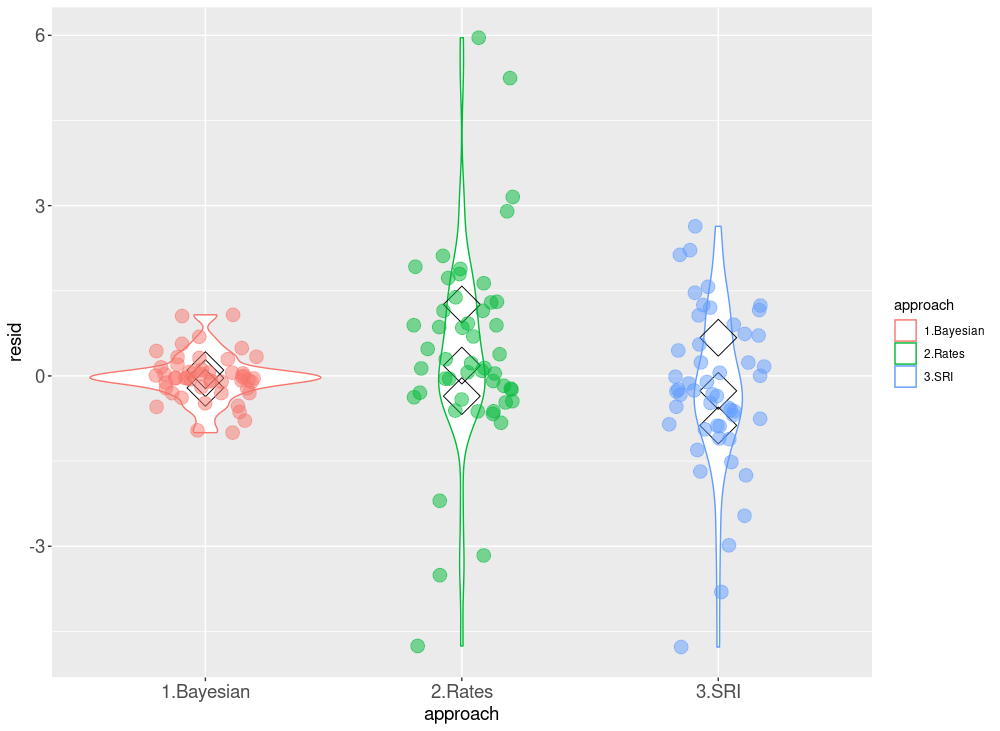 resid
6
3
0
-3
1.Bayesian
2.Rates
3.SRI
approach
approach
1.Bayesian
2.Rates
3.SRI